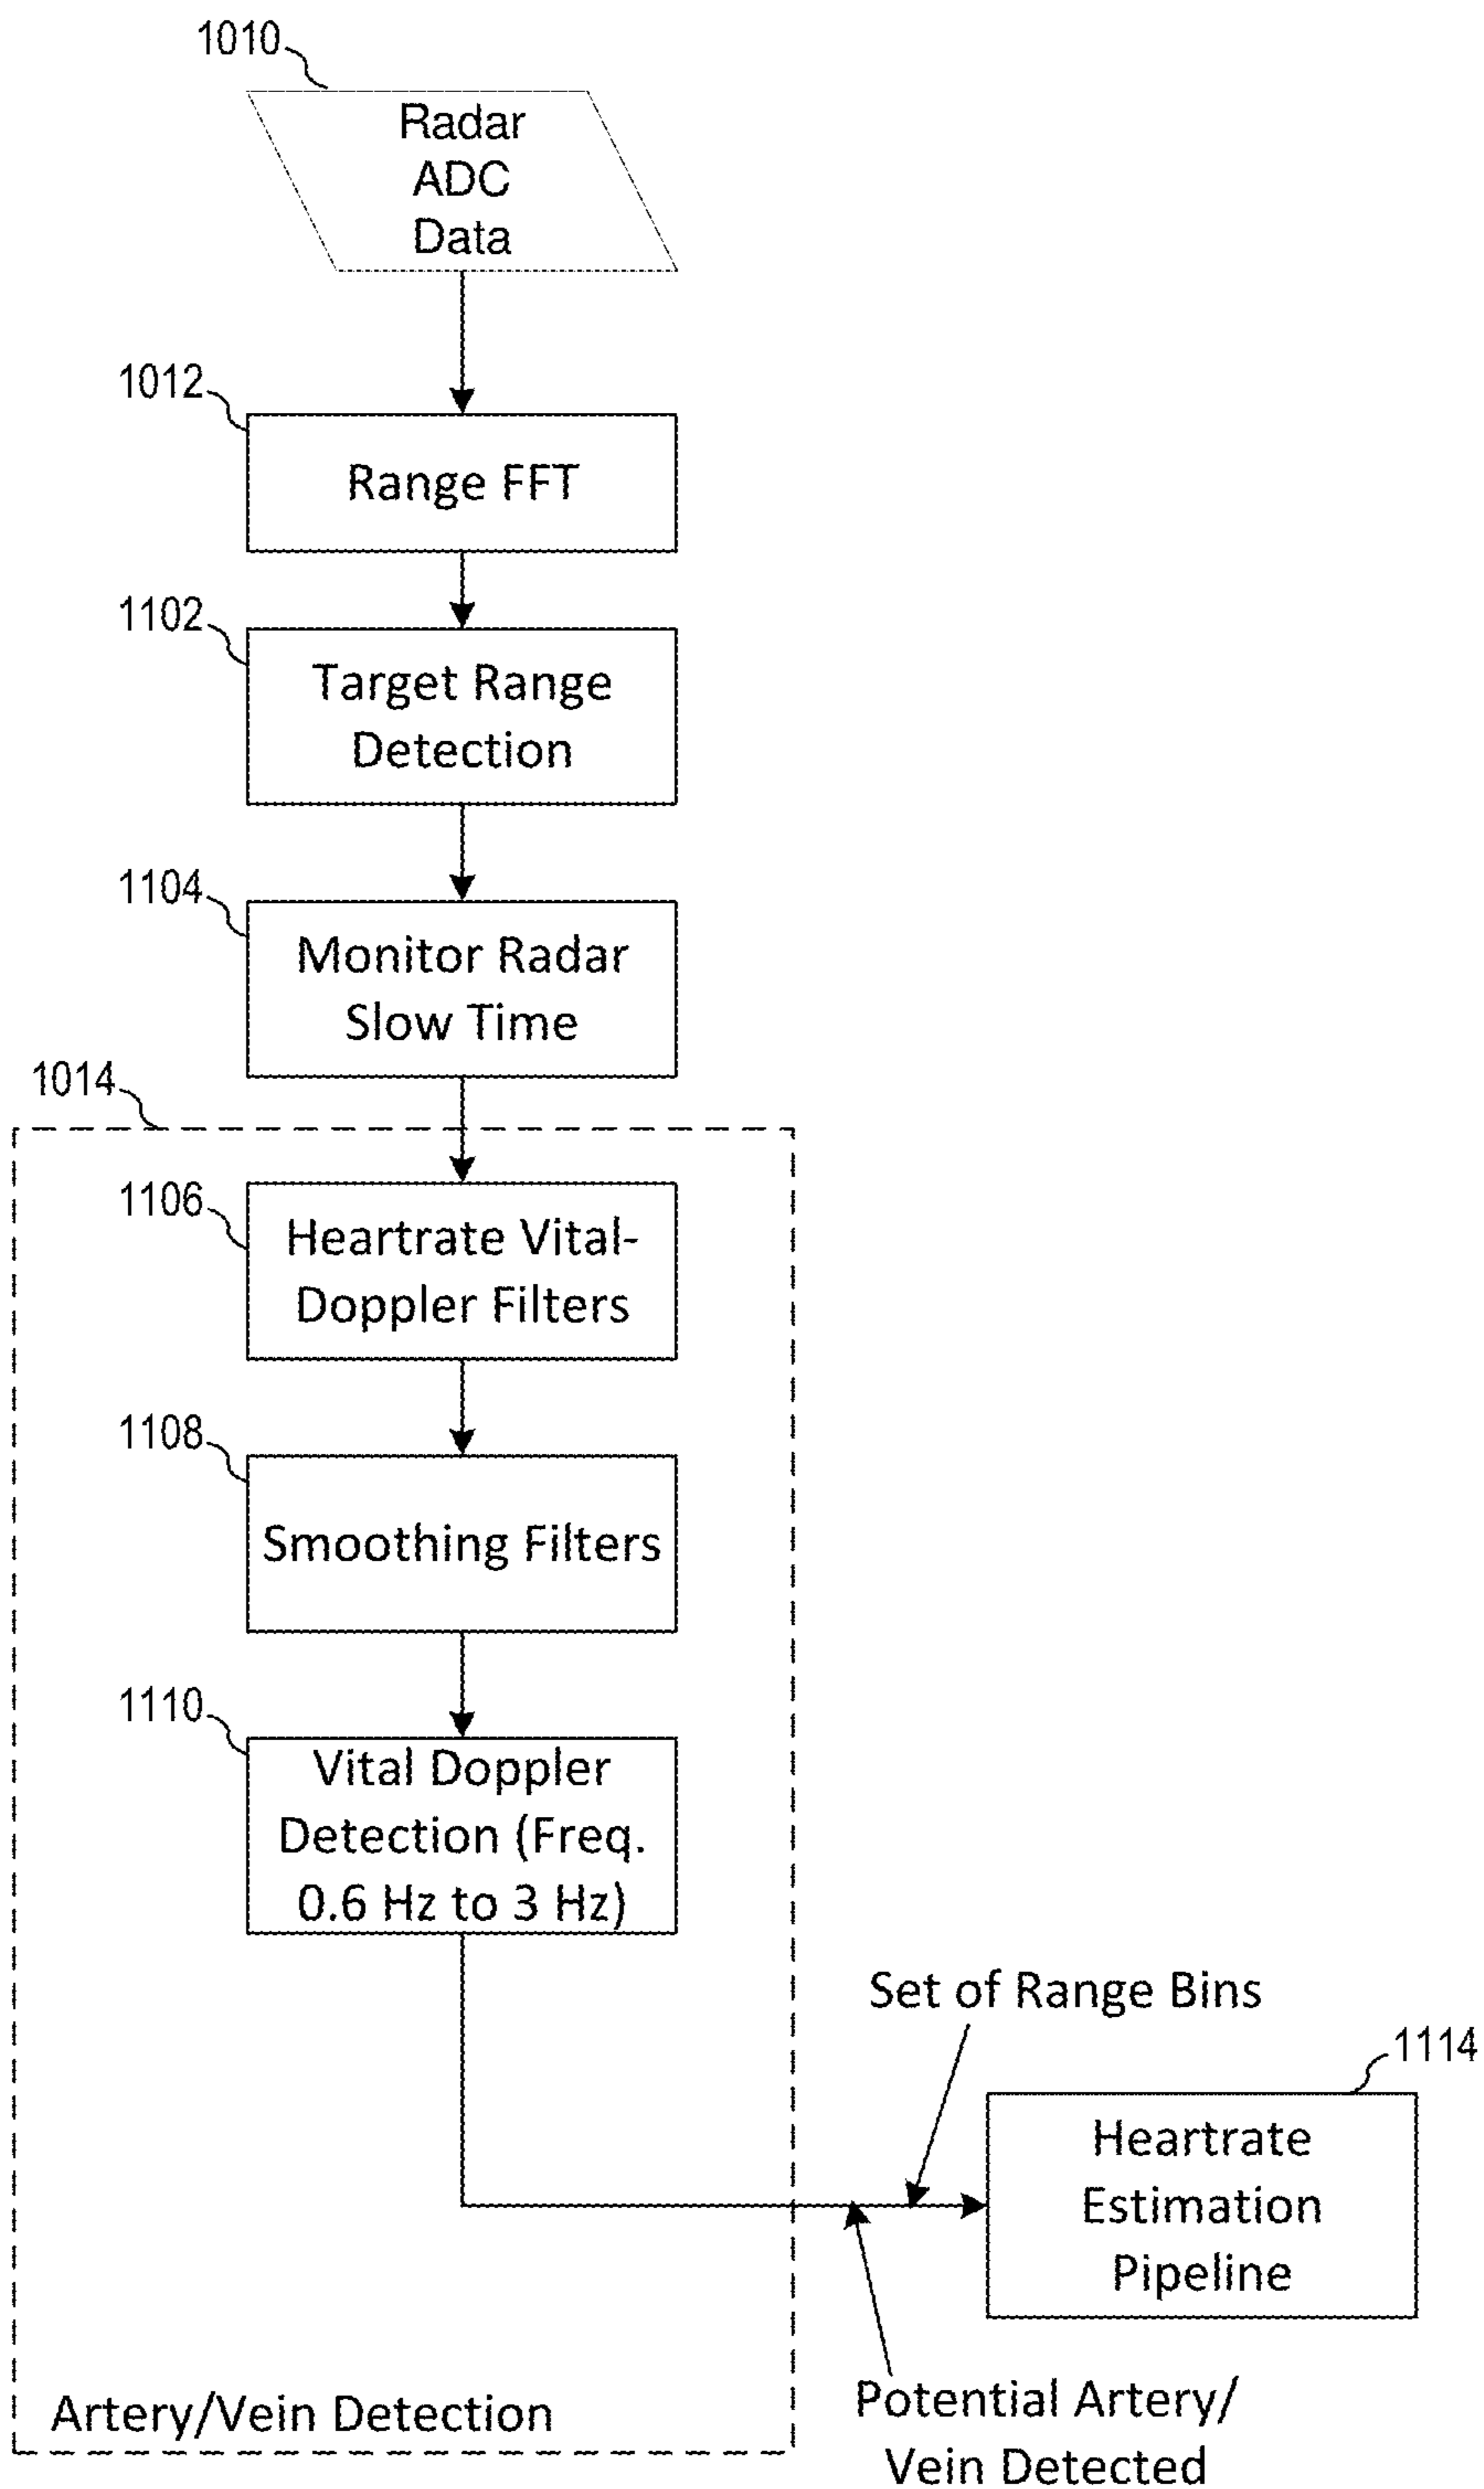 1010
Radar
ADC
Data
1012
Range FFT
1102
Target Range
Detection
1104
Monitor Radar
Slow Time
1014
1106
Heartrate Vital-
Doppler Filters
1108
Smoothing Filters
1110
Vital Doppler
Detection (Freq.
0.6 Hz to 3 Hz)
Set of Range Bins
1114
Heartrate
Estimation
Pipeline
Potential Artery/
Vein Detected
Artery/Vein Detection